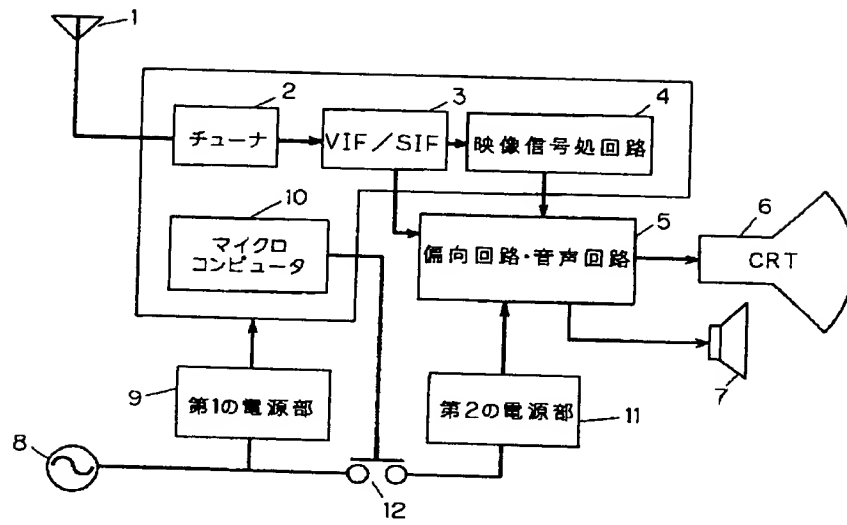 1
2
3
4
チューナ
VIF/SIF
映像信号処回路
10
5
6
マイクロ
コンピュータ
偏向回路・音声回路
CRT
7
9
第1の電源部
第2の電源部
11
8
12